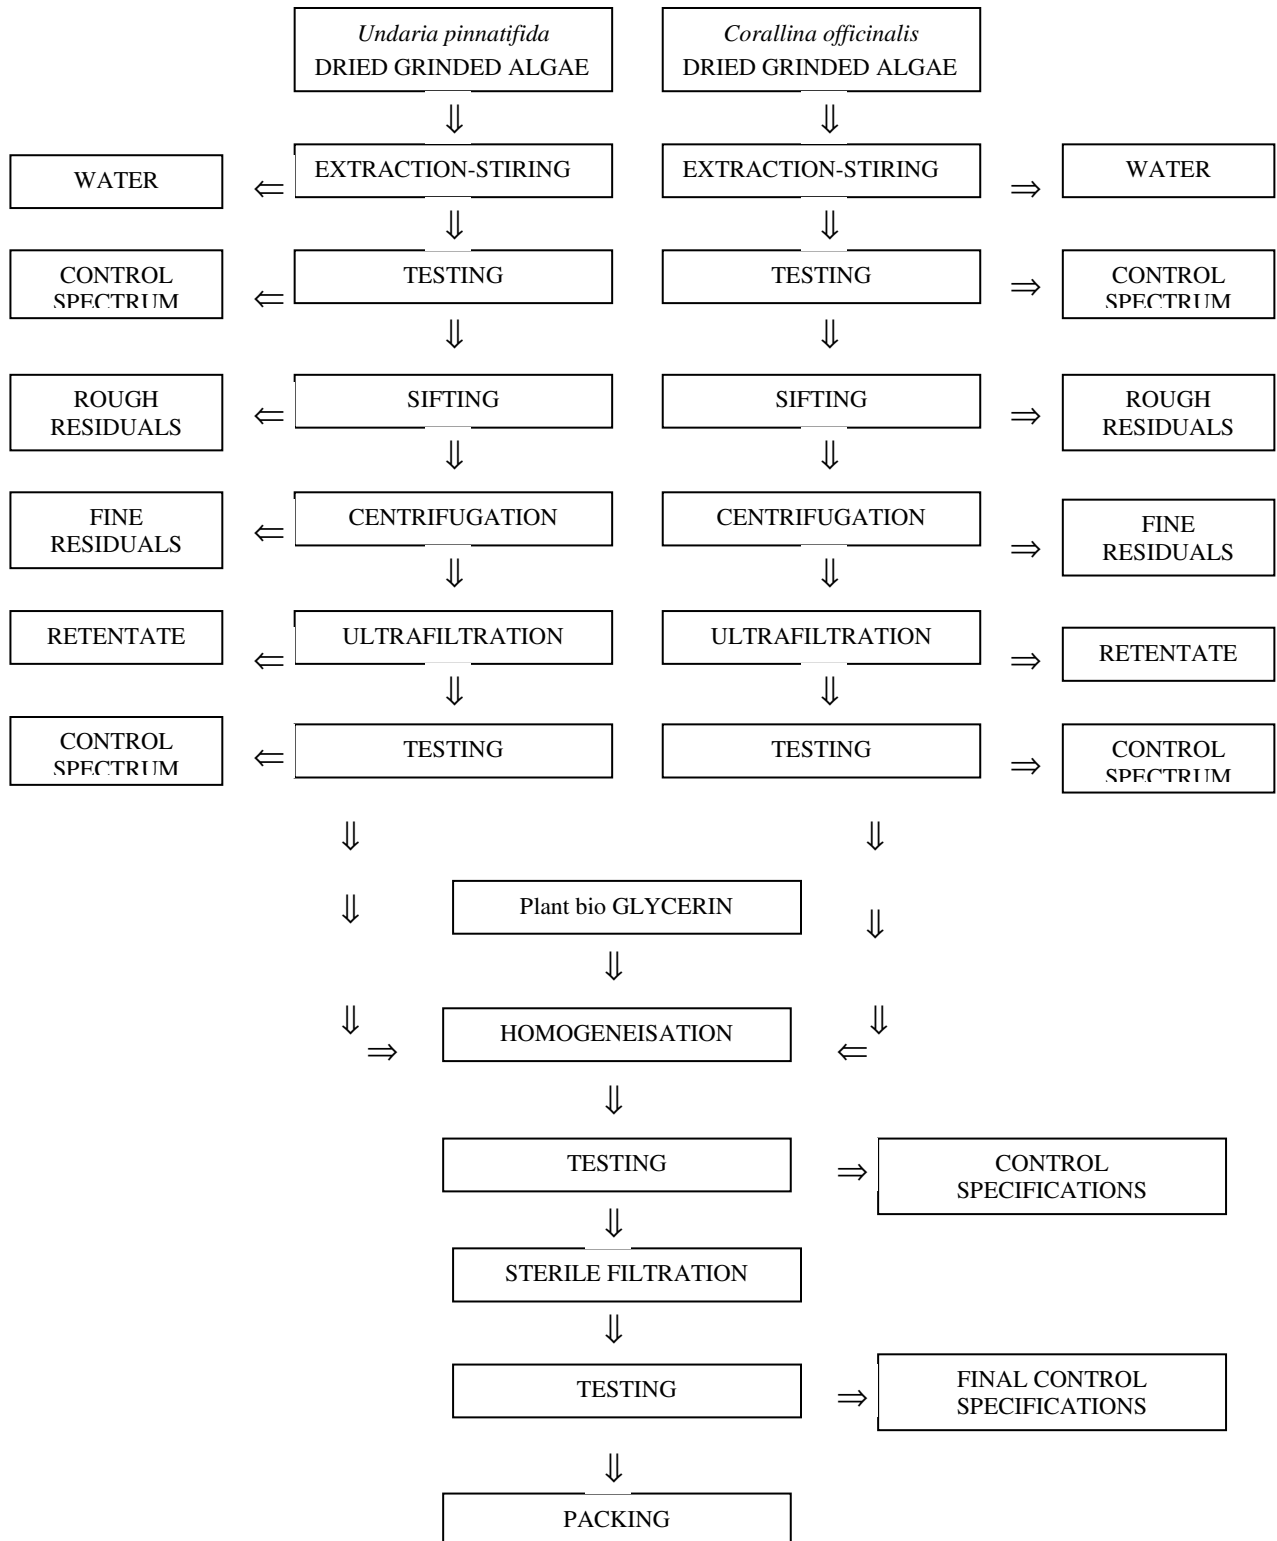 Undaria pinnatifida
DRIED GRINDED ALGAE
Corallina officinalis
DRIED GRINDED ALGAE
⇓
⇓
WATER
⇐
EXTRACTION-STIRING
EXTRACTION-STIRING
⇒
WATER
⇓
⇓
CONTROL
SPECTRUM
⇐
TESTING
TESTING
⇒
CONTROL
SPECTRUM
⇓
⇓
ROUGH
RESIDUALS
⇐
SIFTING
SIFTING
⇒
ROUGH
RESIDUALS
⇓
⇓
FINE
RESIDUALS
⇐
CENTRIFUGATION
CENTRIFUGATION
⇒
FINE
RESIDUALS
⇓
⇓
RETENTATE
⇐
ULTRAFILTRATION
ULTRAFILTRATION
⇒
RETENTATE
⇓
⇓
CONTROL
SPECTRUM
⇐
TESTING
TESTING
⇒
CONTROL
SPECTRUM
⇓
⇓
⇓
Plant bio GLYCERIN
⇓
⇓
⇓
HOMOGENEISATION
⇓
⇒
⇐
⇓
TESTING
⇒
CONTROL
SPECIFICATIONS
⇓
STERILE FILTRATION
⇓
TESTING
⇒
FINAL CONTROL
SPECIFICATIONS
⇓
PACKING